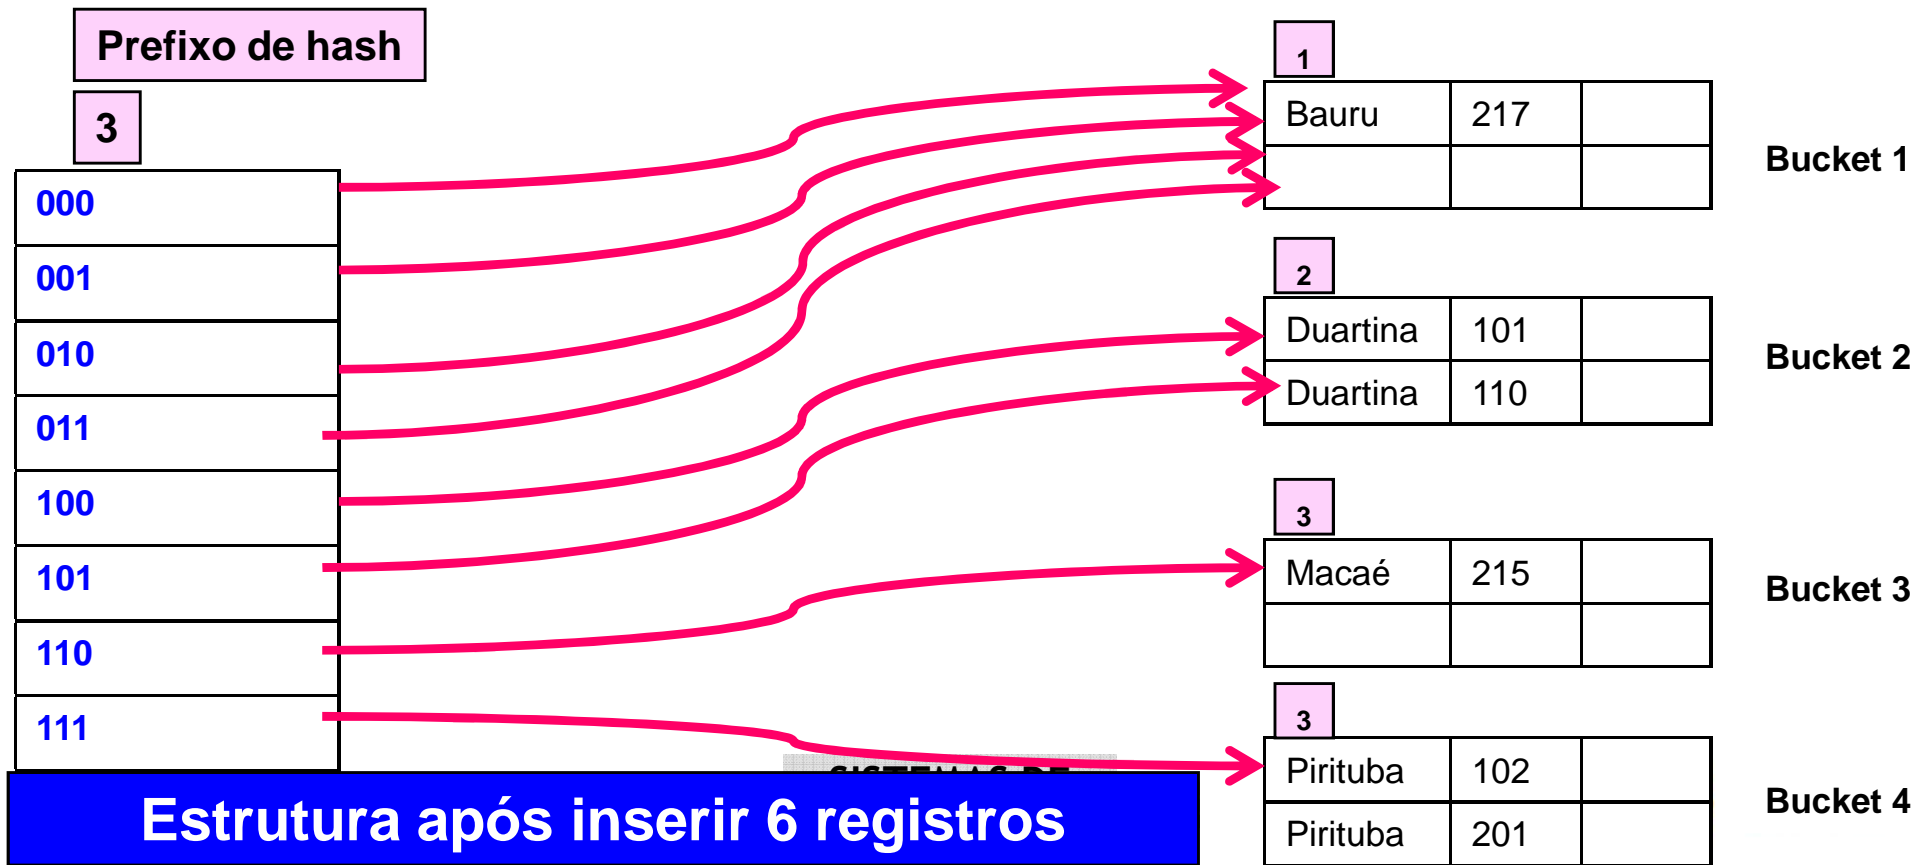 Prefixo de hash
3
000
001
010
011
100
101
110
111
1
Bauru 217
Bucket 1
2
Duartina 101
Duartina 110
Bucket 2
3
Macaé 215
Bucket 3
3
Pirituba 102
Pirituba 201
Bucket 4
SISTEMAS DE
Estrutura após inserir 6 registros